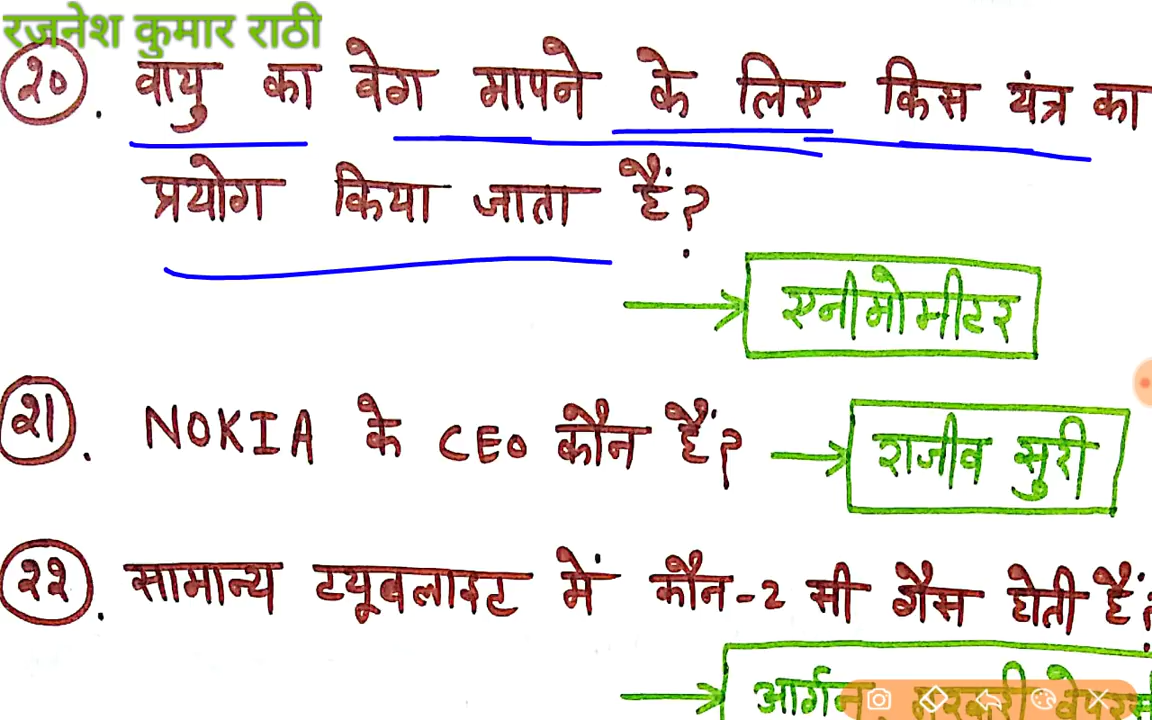 रजनेश कुमार राठी
२०. वायु का वेग मापने के लिए किस यंत्र का
प्रयोग किया जाता हैं?
→ एनीमोमीटर
२१. NOKIA के CEO कौन हैं? → राजीव सुरी
२२. सामान्य ट्यूबलाइट में कौन-2 सी गैस होती हैं?
→ आर्गन,